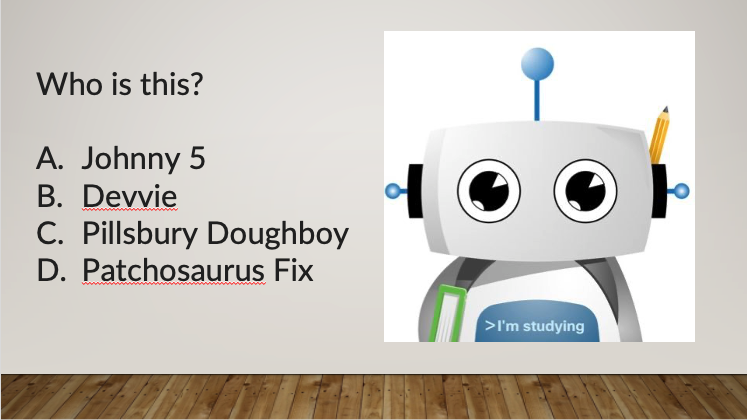 Who is this?
A. Johnny 5
B. Devvie
C. Pillsbury Doughboy
D. Patchosaurus Fix
>I'm studying